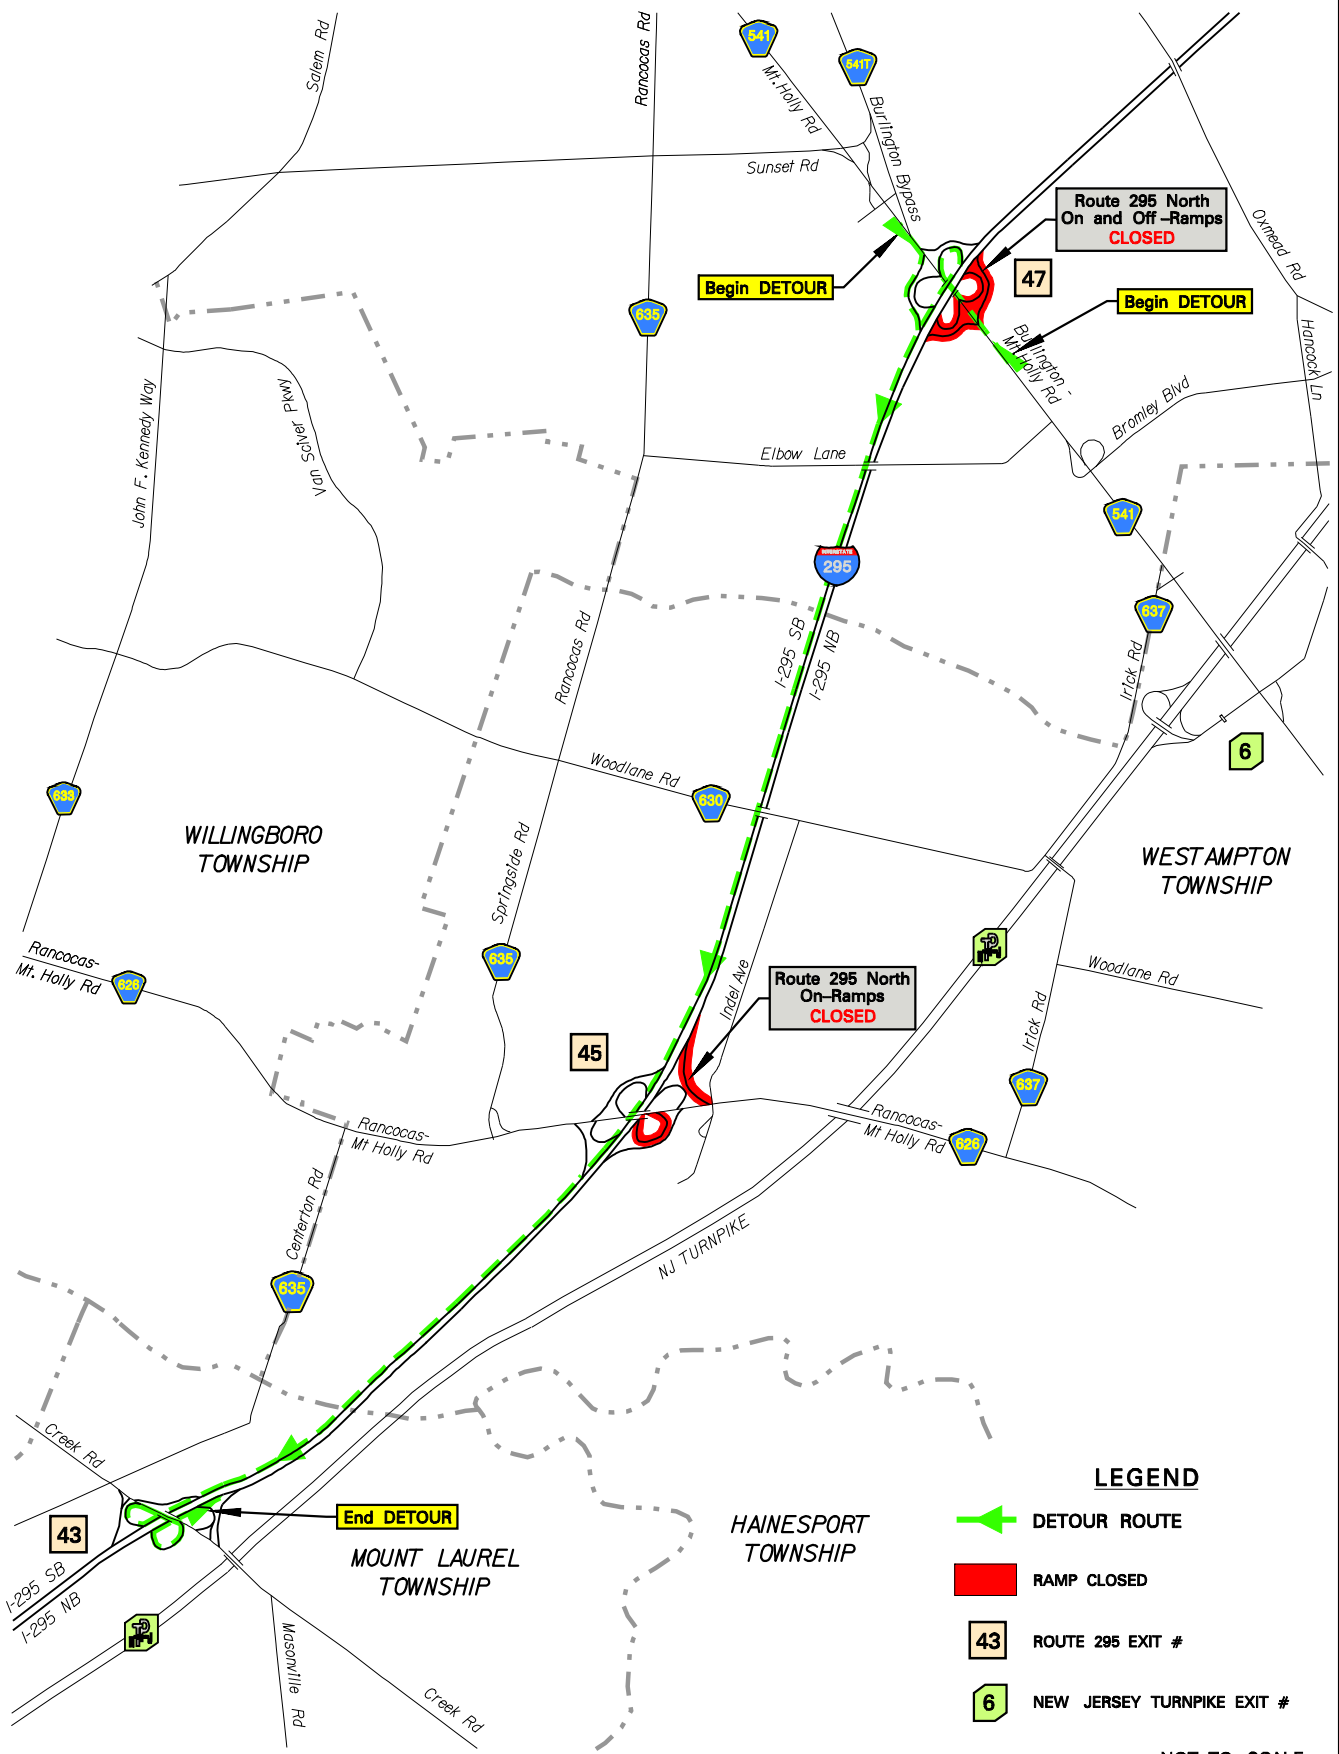 Salem Rd
Rancocas Rd
541
541T
Mt.Holly Rd
Burlington Bypass
Sunset Rd
Route 295 North
On and Off-Ramps
CLOSED
Oxmead Rd
47
Begin DETOUR
Begin DETOUR
635
Burlington -
Mt Holly Rd
Hancock Ln
John F. Kennedy Way
Van Sciver Pkwy
Bromley Blvd
Elbow Lane
541
INTERSTATE
295
637
I-295 SB
I-295 NB
Rancocas Rd
Irick Rd
6
Woodlane Rd
630
633
WILLINGBORO
TOWNSHIP
WESTAMPTON
TOWNSHIP
Springside Rd
635
Rancocas-
Mt. Holly Rd
626
Indel Ave
Route 295 North
On-Ramps
CLOSED
Woodlane Rd
Irick Rd
45
637
Rancocas-
Mt Holly Rd
Rancocas-
Mt Holly Rd
626
Centerton Rd
NJ TURNPIKE
635
Creek Rd
43
End DETOUR
I-295 SB
I-295 NB
MOUNT LAUREL
TOWNSHIP
HAINESPORT
TOWNSHIP
Masonville Rd
Creek Rd
LEGEND
DETOUR ROUTE
RAMP CLOSED
43
ROUTE 295 EXIT #
6
NEW JERSEY TURNPIKE EXIT #
NOT TO SCALE